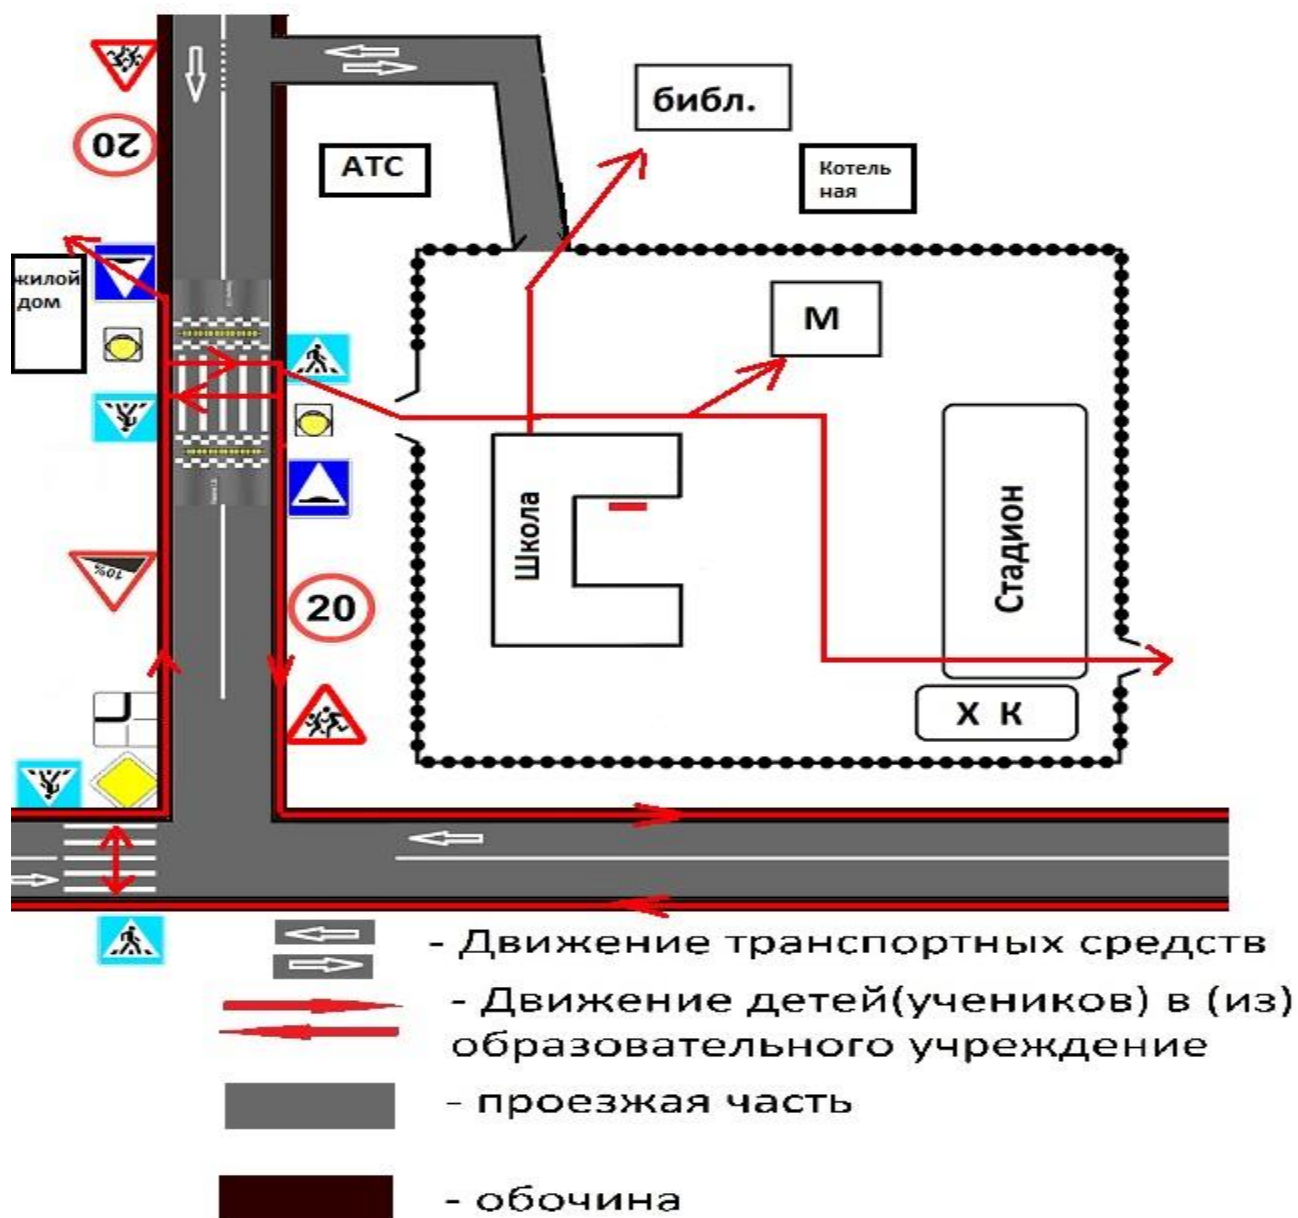 библ.
АТС
Котель
ная
20
жилой
дом
М
10%
Школа
Стадион
20
Х К
- Движение транспортных средств
- Движение детей(учеников) в (из)
образовательного учреждение
- проезжая часть
- обочина